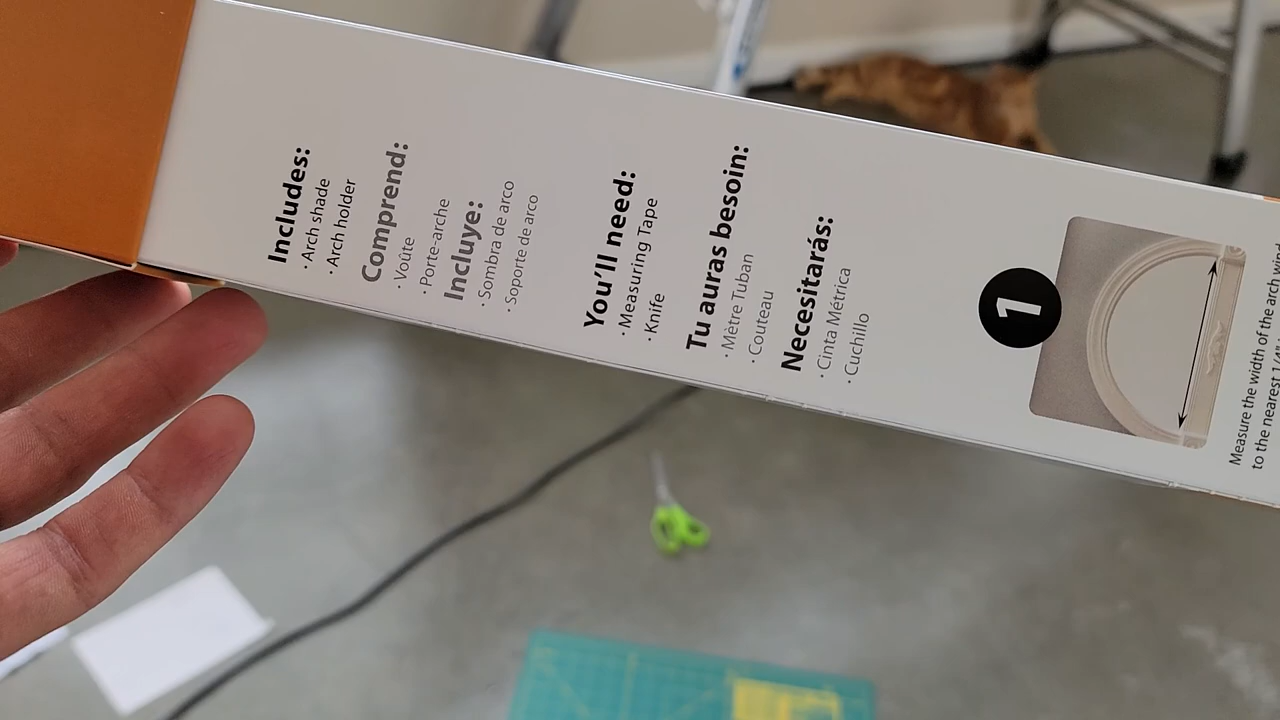 Includes:
· Arch shade
· Arch holder
Comprend:
· Voûte
· Porte-arche
Incluye:
· Sombra de arco
· Soporte de arco
You'll need:
· Measuring Tape
· Knife
Tu auras besoin:
· Mètre Tuban
· Couteau
Necesitarás:
· Cinta Métrica
· Cuchillo
1
Measure the width of the arch
to the nearest 1/4"